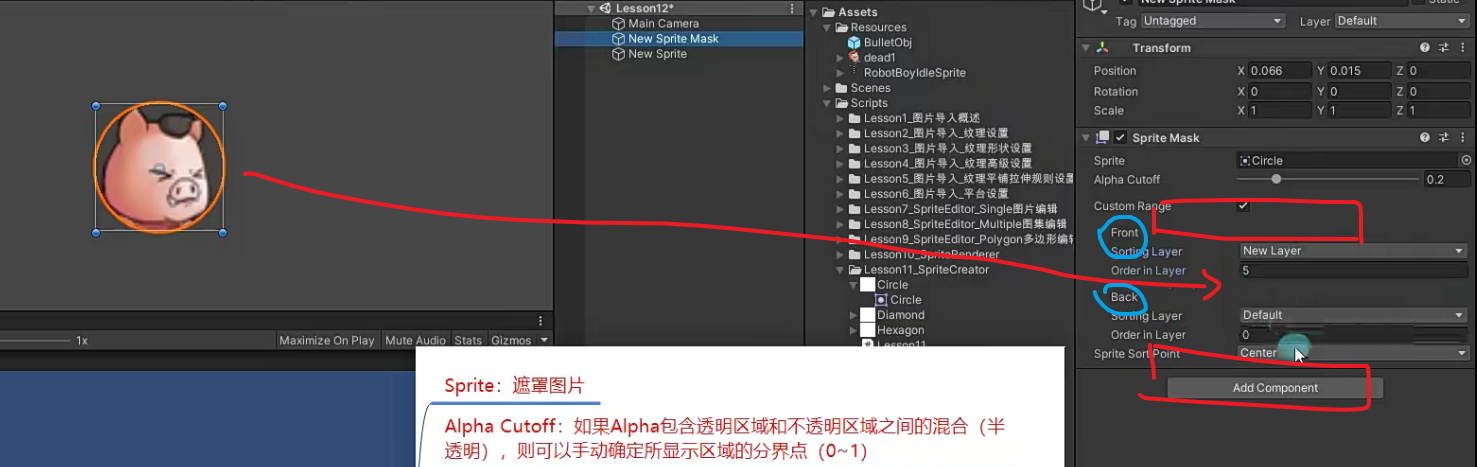 Lesson12*
Main Camera
New Sprite Mask
New Sprite
Assets
Resources
BulletObj
dead1
RobotBoyIdleSprite
Scenes
Scripts
Lesson1_图片导入概述
Lesson2_图片导入_纹理设置
Lesson3_图片导入_纹理形状设置
Lesson4_图片导入_纹理高级设置
Lesson5_图片导入_纹理平铺拉伸规则设置
Lesson6_图片导入_平台设置
Lesson7_SpriteEditor_Single图片编辑
Lesson8_SpriteEditor_Multiple图集编辑
Lesson9_SpriteEditor_Polygon多边形编辑
Lesson10_SpriteRenderer
Lesson11_SpriteCreator
Circle
Circle
Diamond
Hexagon
Lesson11
New Sprite Mask Static
Tag Untagged Layer Default
Transform
Position X 0.066 Y 0.015 Z 0
Rotation X 0 Y 0 Z 0
Scale X 1 Y 1 Z 1
Sprite Mask
Sprite Circle
Alpha Cutoff 0.2
Custom Range
Front
Sorting Layer New Layer
Order in Layer 5
Back
Sorting Layer Default
Order in Layer 0
Sprite Sort Point Center
Add Component
1x Maximize On Play Mute Audio Stats Gizmos
Sprite：遮罩图片
Alpha Cutoff：如果Alpha包含透明区域和不透明区域之间的混合（半
透明），则可以手动确定所显示区域的分界点（0~1）